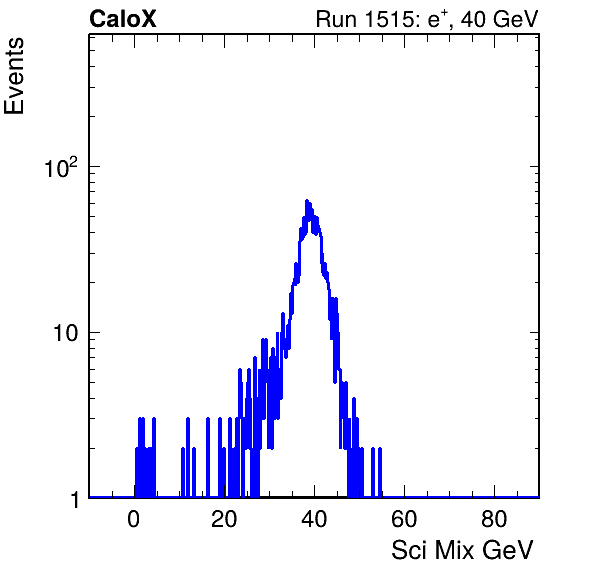 CaloX Run 1515: e⁺, 40 GeV
Events
10²
10
1
0 20 40 60 80
Sci Mix GeV